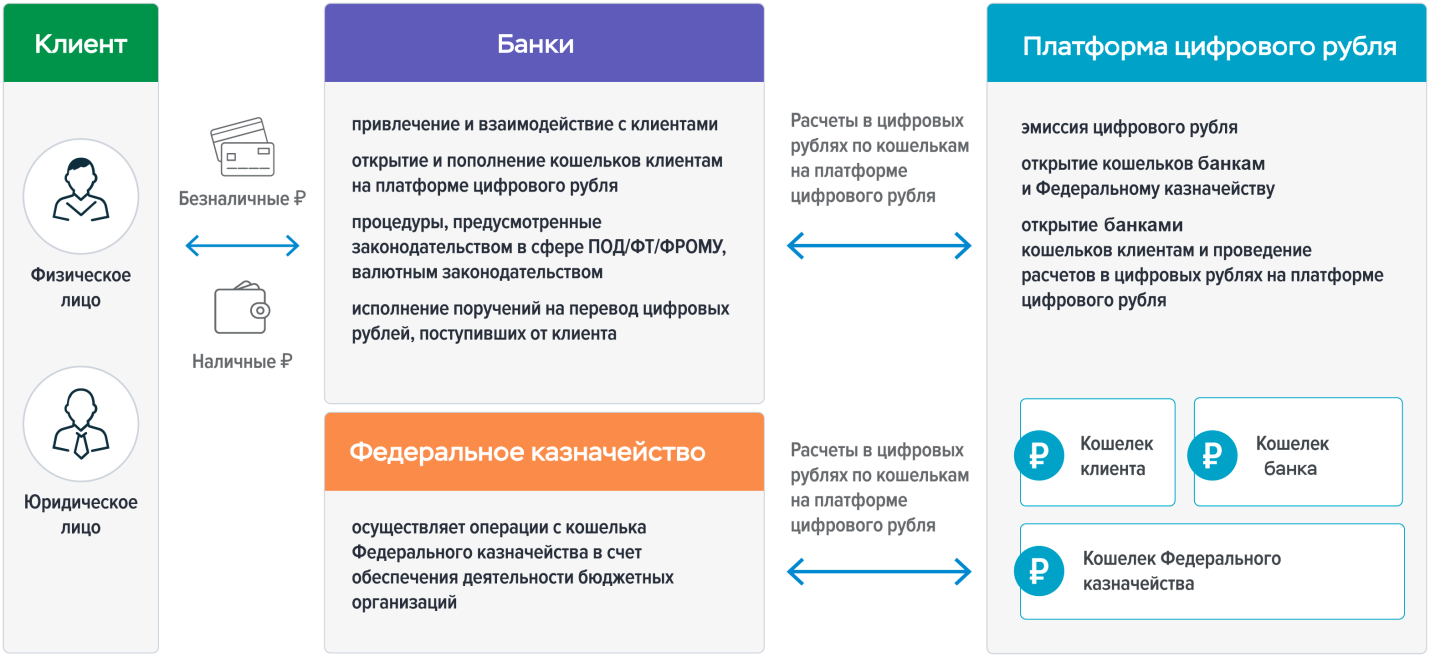 Клиент
Физическое
лицо
Юридическое
лицо
Безналичные ₽
Наличные ₽
Банки
привлечение и взаимодействие с клиентами
открытие и пополнение кошельков клиентам
на платформе цифрового рубля
процедуры, предусмотренные
законодательством в сфере ПОД/ФТ/ФРОМУ,
валютным законодательством
исполнение поручений на перевод цифровых
рублей, поступивших от клиента
Федеральное казначейство
осуществляет операции с кошелька
Федерального казначейства в счет
обеспечения деятельности бюджетных
организаций
Расчеты в цифровых
рублях по кошелькам
на платформе
цифрового рубля
Расчеты в цифровых
рублях по кошелькам
на платформе
цифрового рубля
Платформа цифрового рубля
эмиссия цифрового рубля
открытие кошельков банкам
и Федеральному казначейству
открытие банками
кошельков клиентам и проведение
расчетов в цифровых рублях на платформе
цифрового рубля
₽
Кошелек
клиента
₽
Кошелек
банка
₽
Кошелек Федерального
казначейства